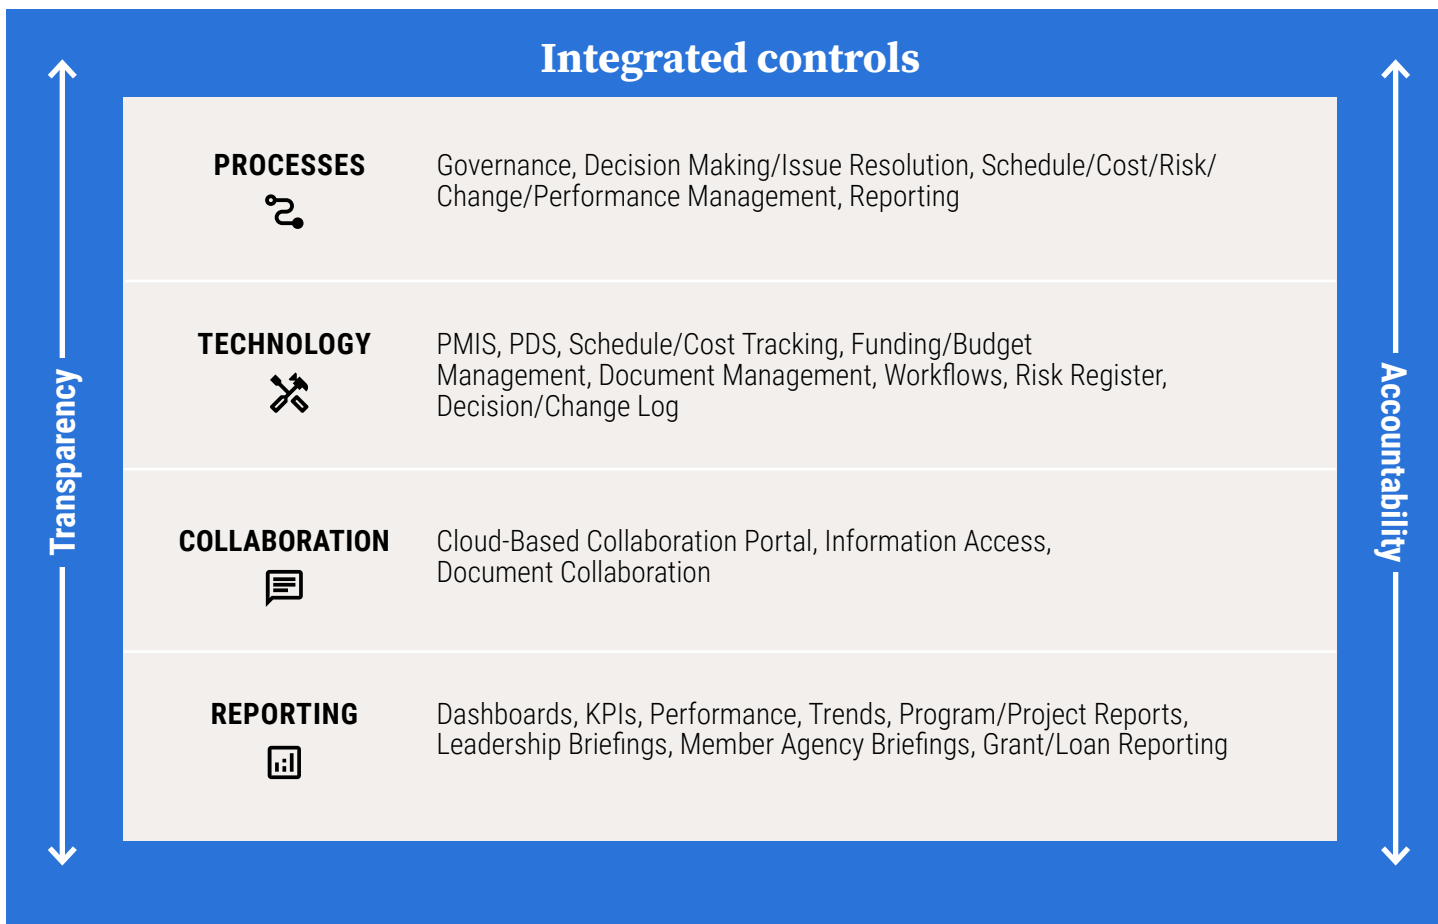 Integrated controls
Transparency
PROCESSES
Governance, Decision Making/Issue Resolution, Schedule/Cost/Risk/
Change/Performance Management, Reporting
TECHNOLOGY
PMIS, PDS, Schedule/Cost Tracking, Funding/Budget
Management, Document Management, Workflows, Risk Register,
Decision/Change Log
COLLABORATION
Cloud-Based Collaboration Portal, Information Access,
Document Collaboration
REPORTING
Dashboards, KPIs, Performance, Trends, Program/Project Reports,
Leadership Briefings, Member Agency Briefings, Grant/Loan Reporting
Accountability